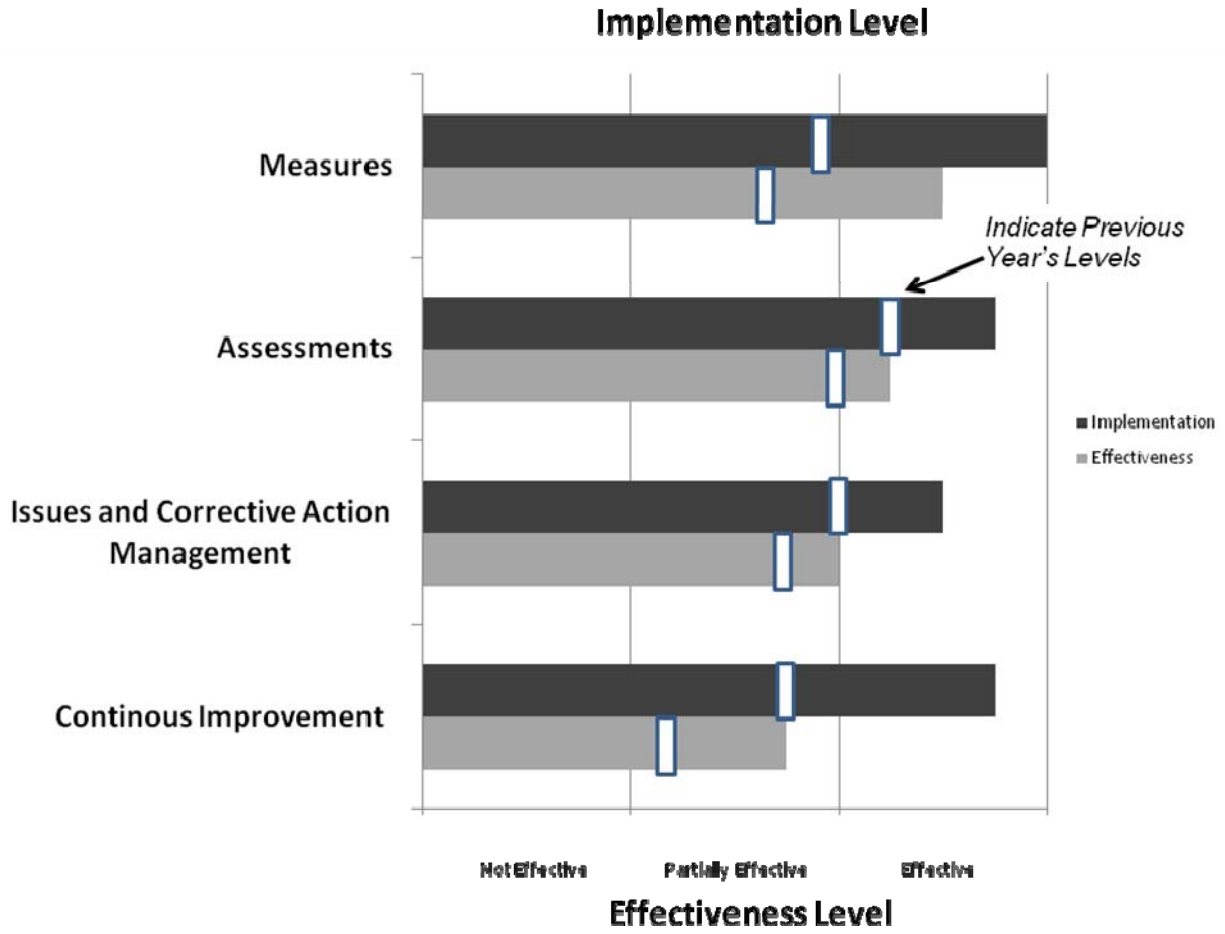 Implementation Level
Measures
Indicate Previous
Year's Levels
Assessments
Implementation
Effectiveness
Issues and Corrective Action
Management
Continous Improvement
Not Effective
Partially Effective
Effective
Effectiveness Level